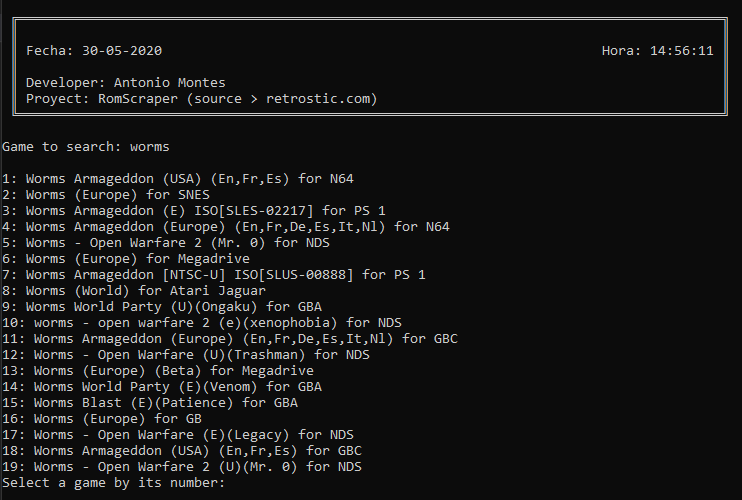 Fecha: 30-05-2020 Hora: 14:56:11
Developer: Antonio Montes
Proyect: RomScraper (source > retrostic.com)
Game to search: worms
1: Worms Armageddon (USA) (En,Fr,Es) for N64
2: Worms (Europe) for SNES
3: Worms Armageddon (E) ISO[SLES-02217] for PS 1
4: Worms Armageddon (Europe) (En,Fr,De,Es,It,Nl) for N64
5: Worms - Open Warfare 2 (Mr. 0) for NDS
6: Worms (Europe) for Megadrive
7: Worms Armageddon [NTSC-U] ISO[SLUS-00888] for PS 1
8: Worms (World) for Atari Jaguar
9: Worms World Party (U)(Ongaku) for GBA
10: worms - open warfare 2 (e)(xenophobia) for NDS
11: Worms Armageddon (Europe) (En,Fr,De,Es,It,Nl) for GBC
12: Worms - Open Warfare (U)(Trashman) for NDS
13: Worms (Europe) (Beta) for Megadrive
14: Worms World Party (E)(Venom) for GBA
15: Worms Blast (E)(Patience) for GBA
16: Worms (Europe) for GB
17: Worms - Open Warfare (E)(Legacy) for NDS
18: Worms Armageddon (USA) (En,Fr,Es) for GBC
19: Worms - Open Warfare 2 (U)(Mr. 0) for NDS
Select a game by its number: